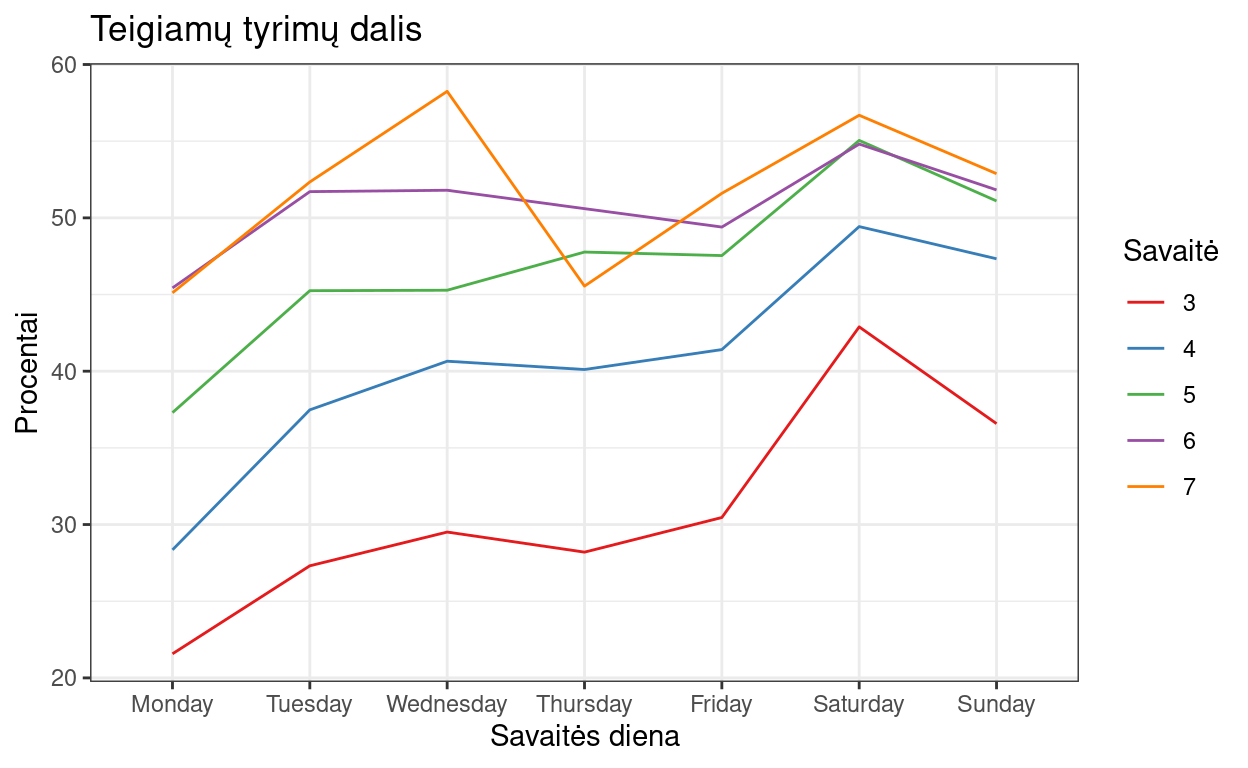 Teigiamų tyrimų dalis
60
50
40
30
20
Procentai
Monday Tuesday Wednesday Thursday Friday Saturday Sunday
Savaitės diena
Savaitė
3
4
5
6
7